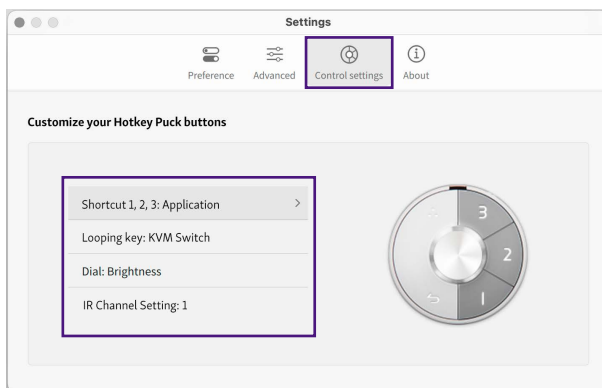 Settings
Preference
Advanced
Control settings
About
Customize your Hotkey Puck buttons
Shortcut 1, 2, 3: Application
Looping key: KVM Switch
Dial: Brightness
IR Channel Setting: 1
3
2
1